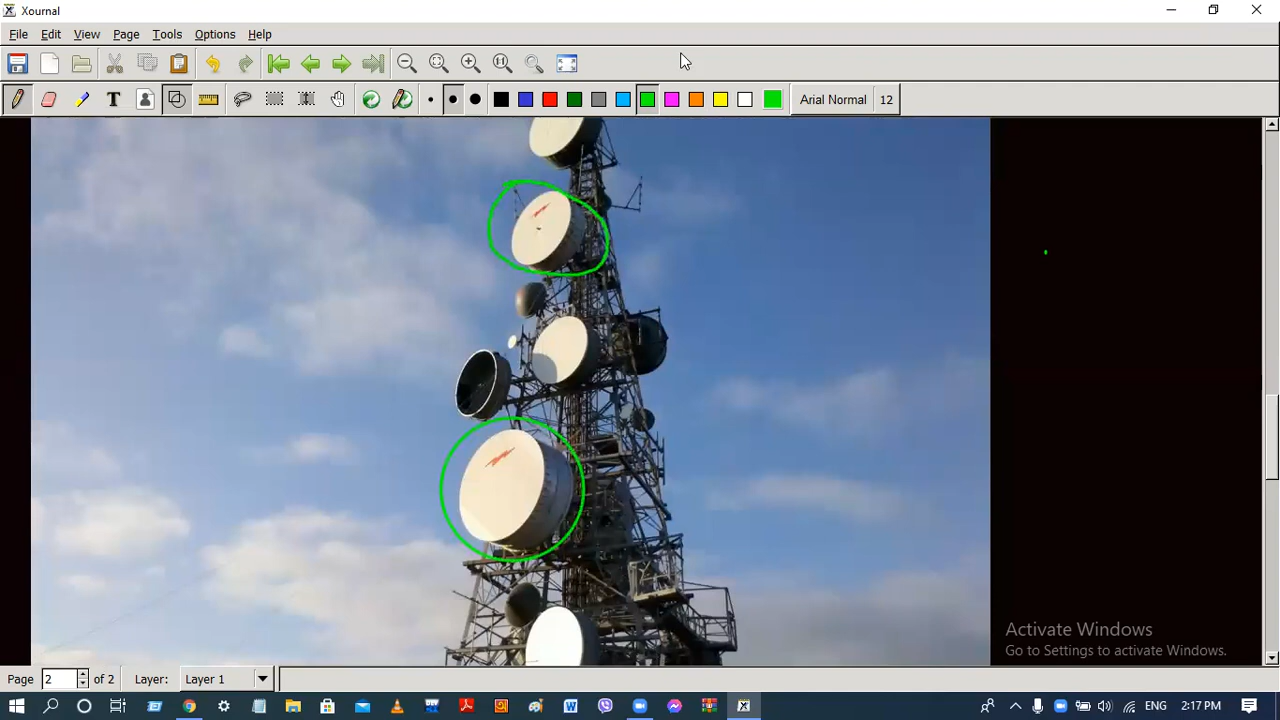 Xournal
File Edit View Page Tools Options Help
Arial Normal 12
Activate Windows
Go to Settings to activate Windows.
Page 2 of 2 Layer: Layer 1
ENG 2:17 PM